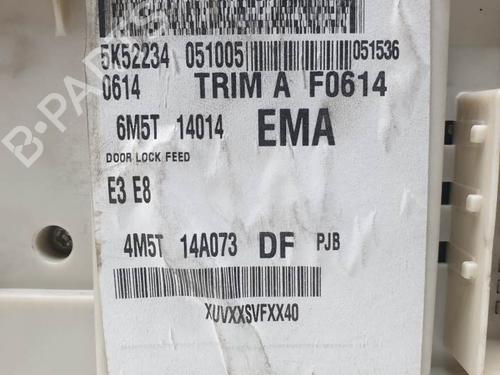 5K52234 051005 051536
0614 TRIM A F0614
6M5T 14014 EMA
DOOR LOCK FEED
E3 E8
4M5T 14A073 DF PJB
XUVXXSVFXX40
B-PARTS